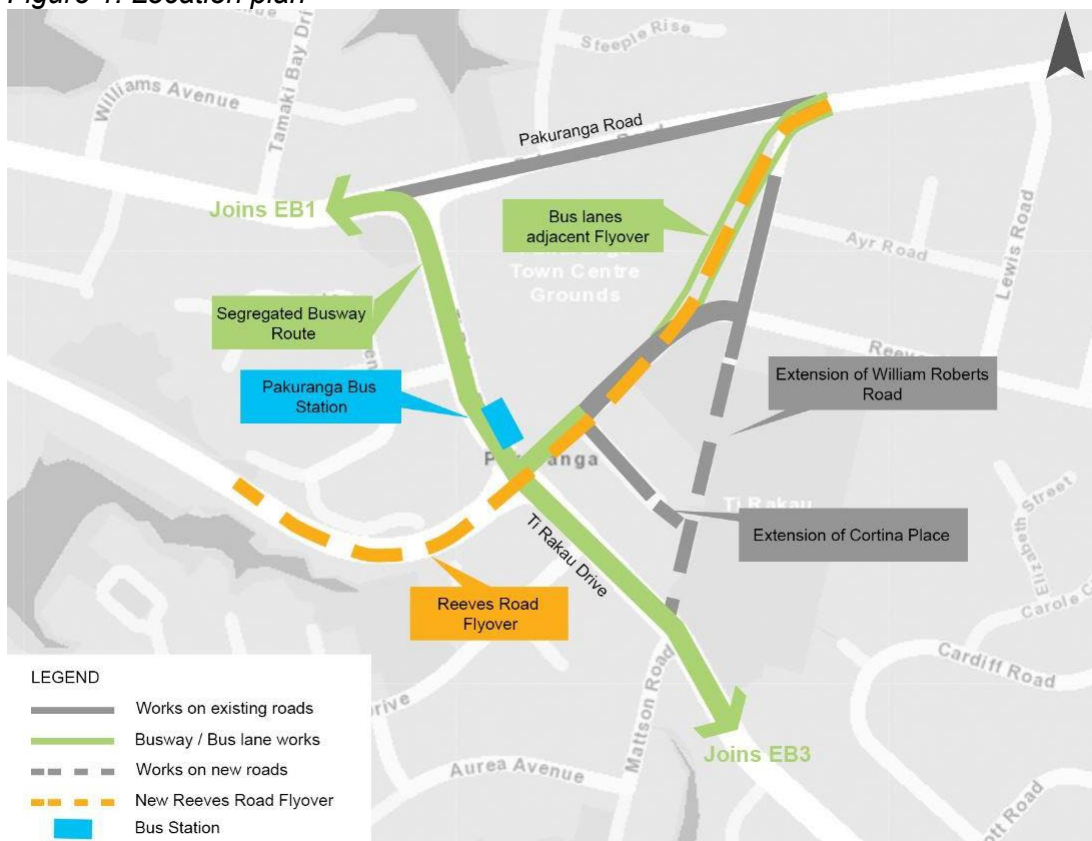 Figure 1: Location plan
Steeple Rise
Williams Avenue
Tamaki Bay Dri
Pakuranga Road
Joins EB1
Bus lanes
adjacent Flyover
Town Centre
Grounds
Ayr Road
Lewis Road
Segregated Busway
Route
Pakuranga Bus
Station
Extension of William Roberts
Road
Extension of Cortina Place
Ti Rakau
Ti Rakau Drive
Reeves Road
Flyover
Elizabeth Street
Carole C
Cardiff Road
Mattson Road
Aurea Avenue
Joins EB3
LEGEND
Works on existing roads
Busway / Bus lane works
Works on new roads
New Reeves Road Flyover
Bus Station